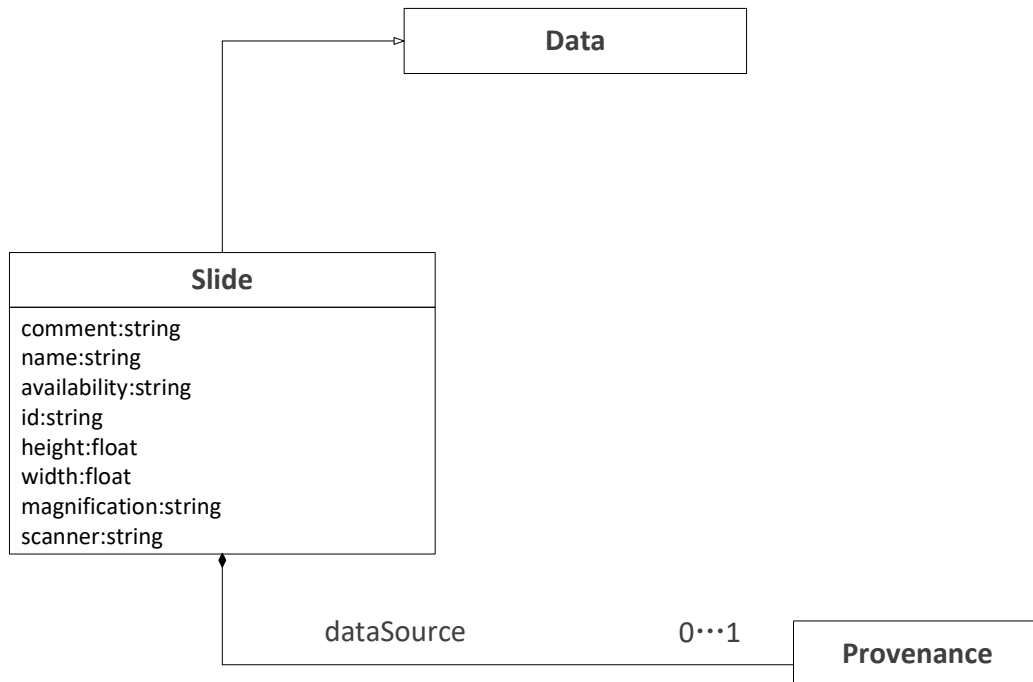 Data
Slide
comment:string
name:string
availability:string
id:string
height:float
width:float
magnification:string
scanner:string
dataSource 0⋯1
Provenance